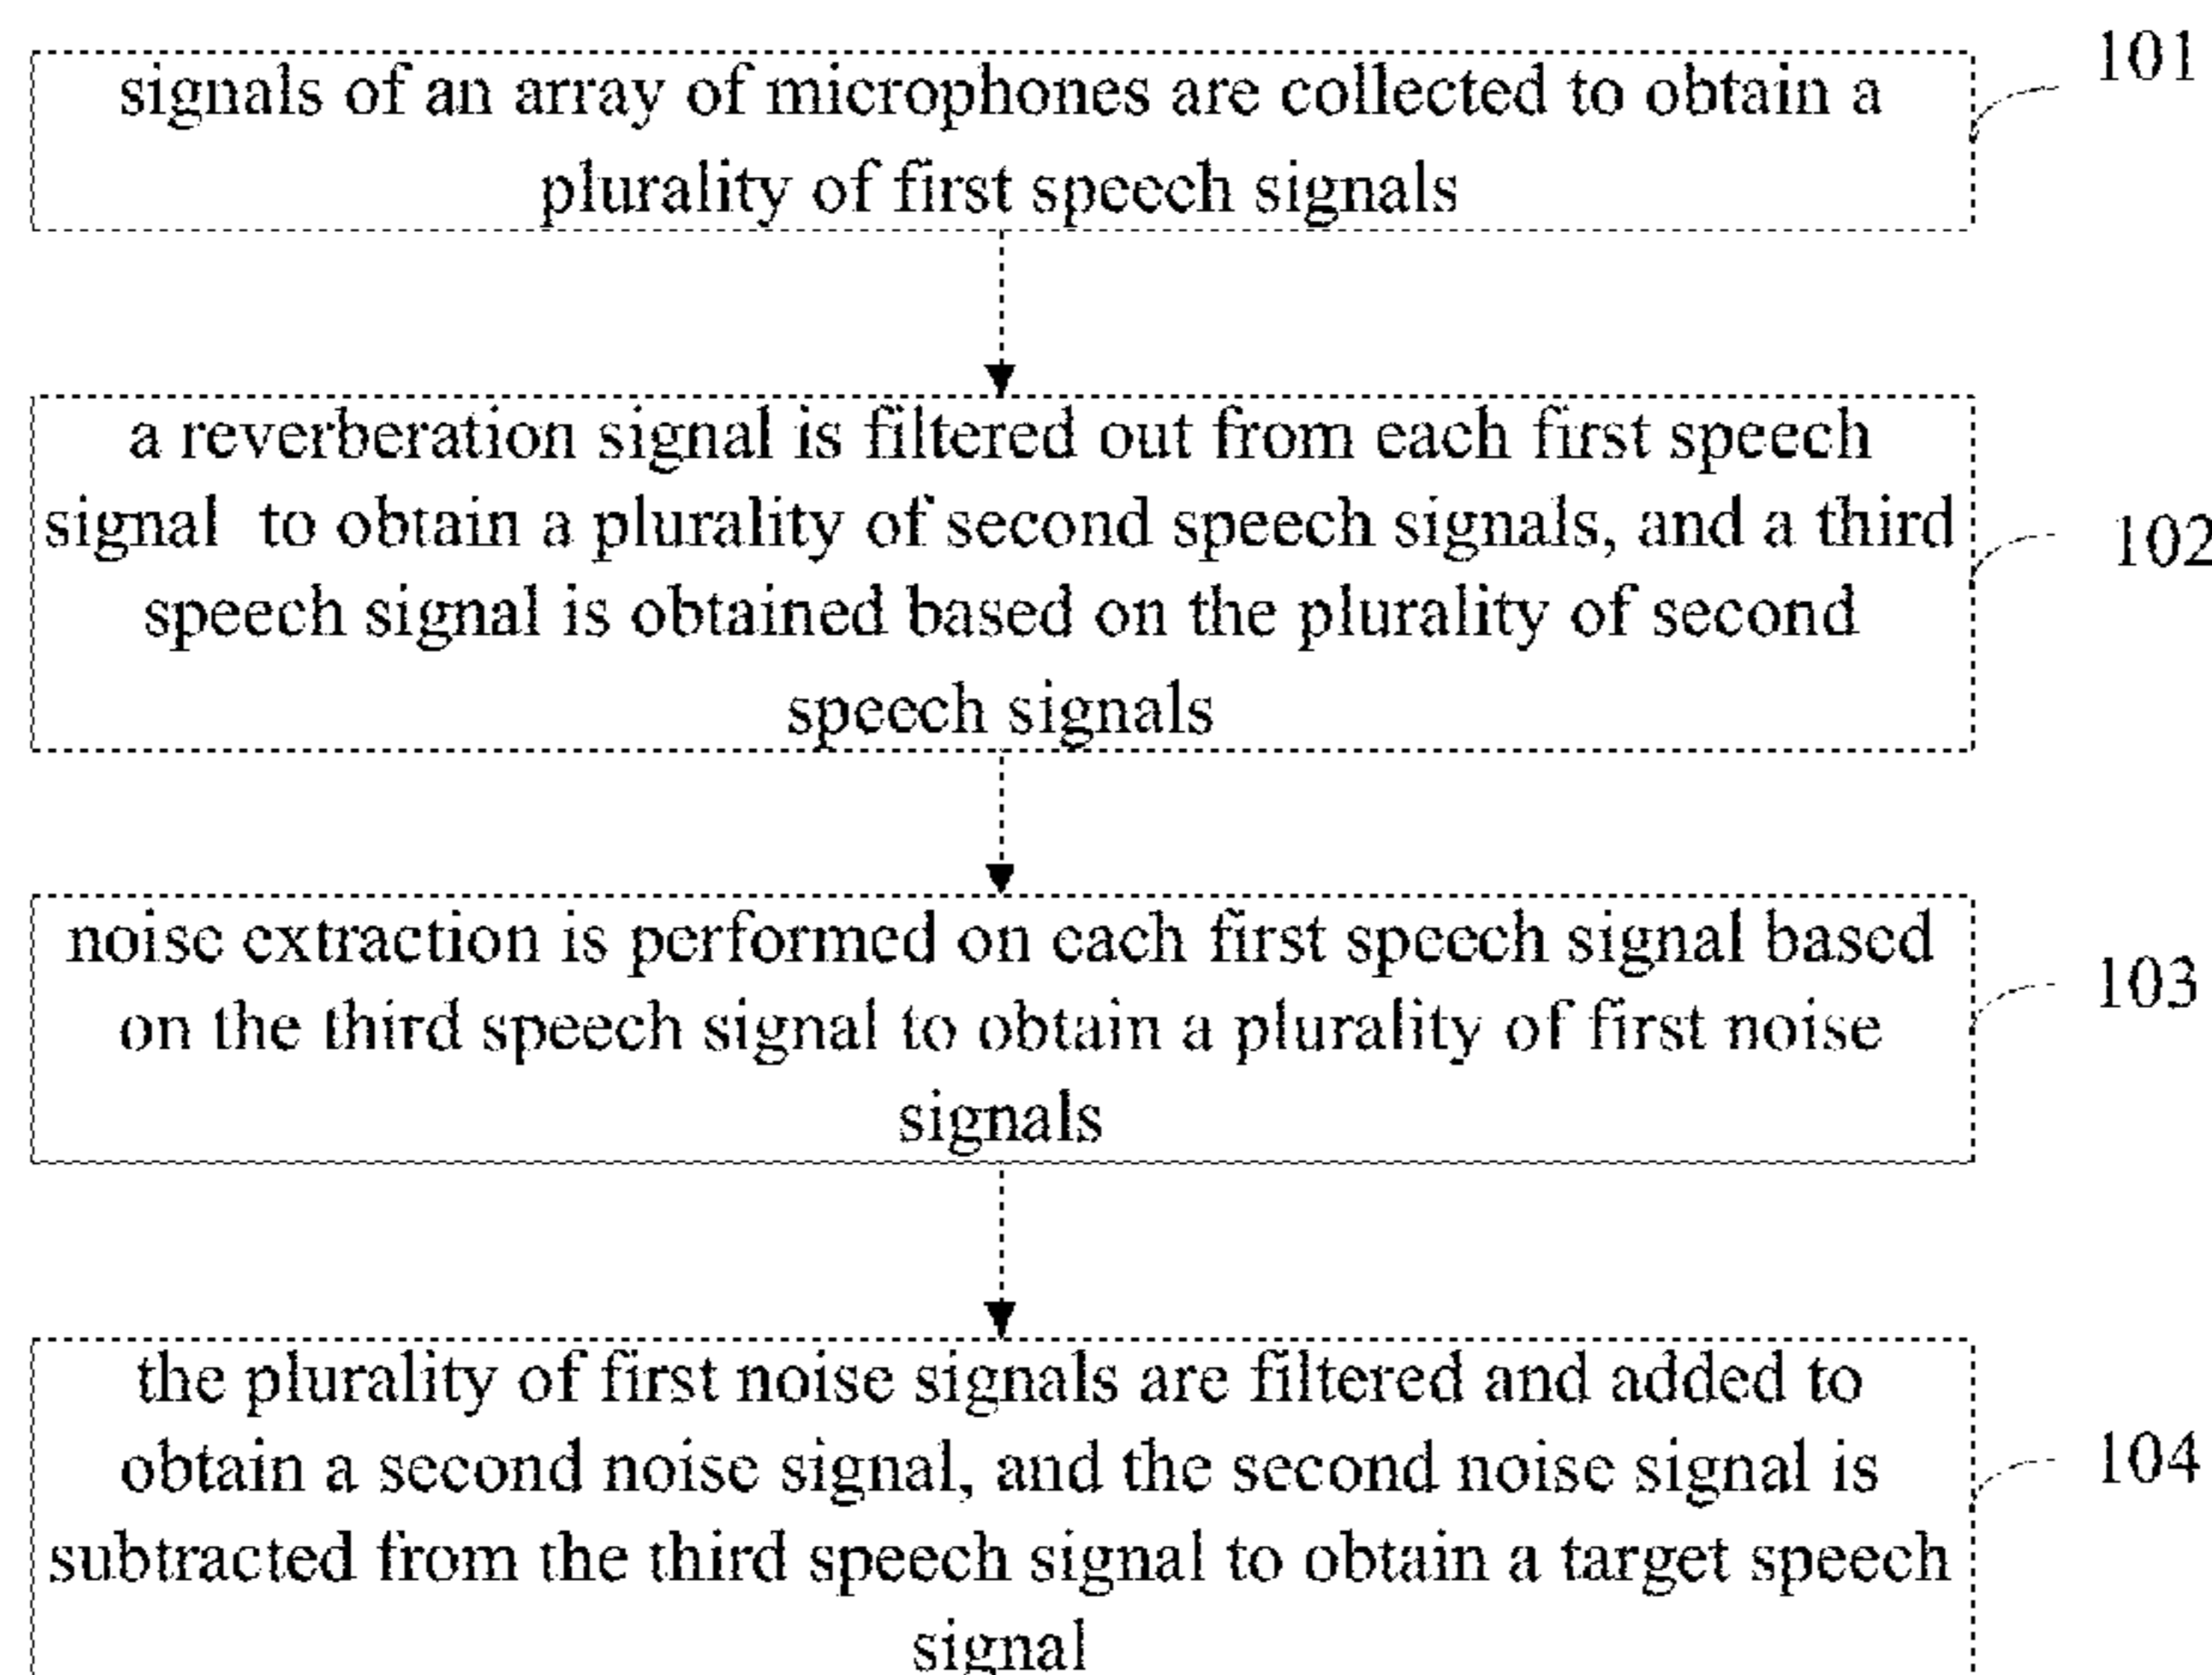 signals of an array of microphones are collected to obtain a
plurality of first speech signals
101
a reverberation signal is filtered out from each first speech
signal to obtain a plurality of second speech signals, and a third
speech signal is obtained based on the plurality of second
speech signals
102
noise extraction is performed on each first speech signal based
on the third speech signal to obtain a plurality of first noise
signals
103
the plurality of first noise signals are filtered and added to
obtain a second noise signal, and the second noise signal is
subtracted from the third speech signal to obtain a target speech
signal
104